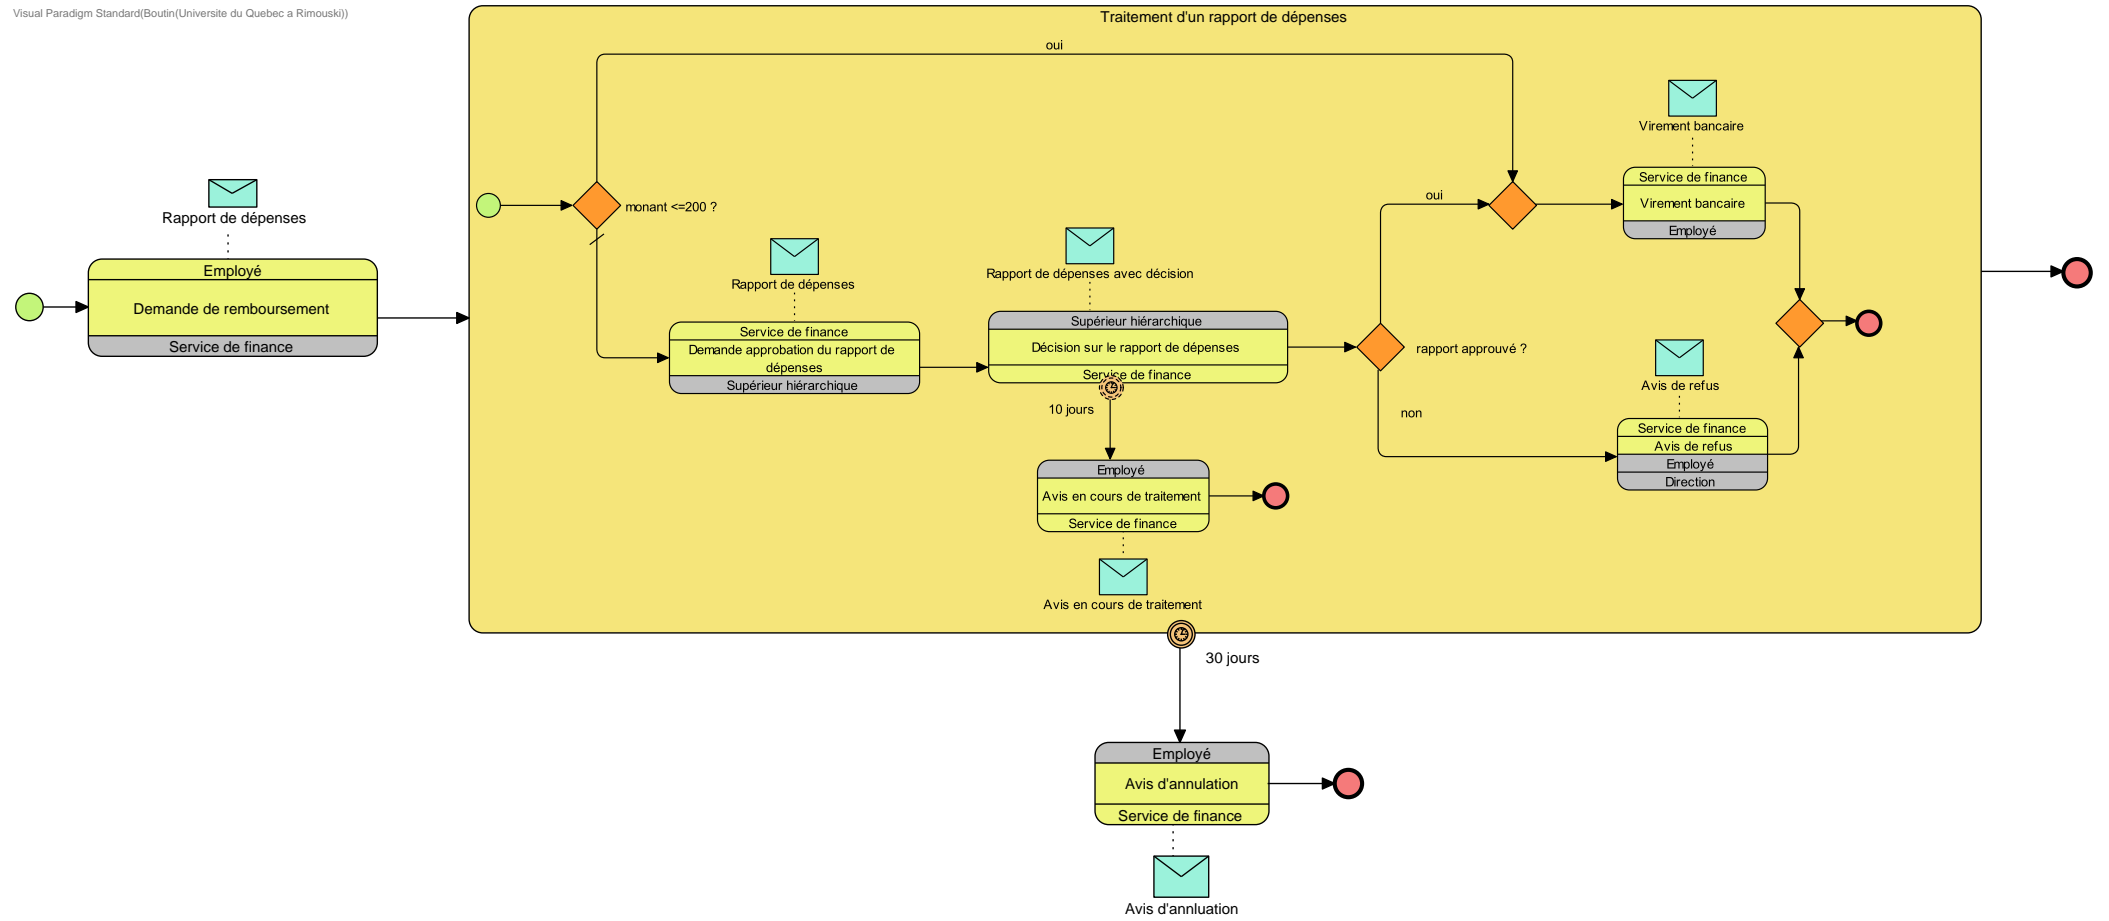 Visual Paradigm Standard(Boutin(Universite du Quebec a Rimouski))
Traitement d'un rapport de dépenses
oui
Virement bancaire
Service de finance
Virement bancaire
Employé
Rapport de dépenses
Employé
Demande de remboursement
Service de finance
monant <=200 ?
oui
Rapport de dépenses
Service de finance
Demande approbation du rapport de
dépenses
Supérieur hiérarchique
Rapport de dépenses avec décision
Supérieur hiérarchique
Décision sur le rapport de dépenses
Service de finance
10 jours
rapport approuvé ?
non
Avis de refus
Service de finance
Avis de refus
Employé
Direction
Employé
Avis en cours de traitement
Service de finance
Avis en cours de traitement
30 jours
Employé
Avis d'annulation
Service de finance
Avis d'annluation